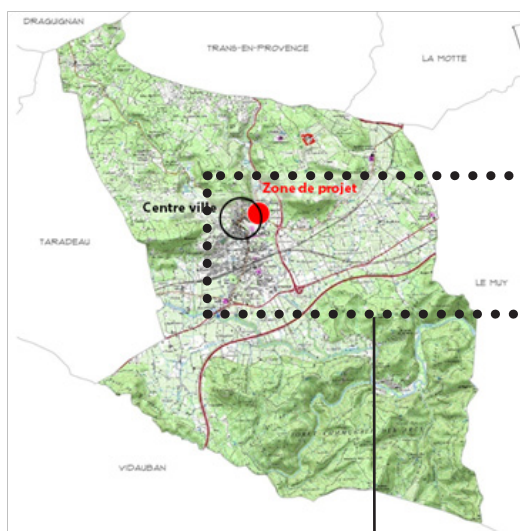 DRAGUIGNAN
TRANS-EN-PROVENCE
LA MOTTE
Zone de projet
Centre ville
TARADEAU
LE MUY
VIDAUBAN